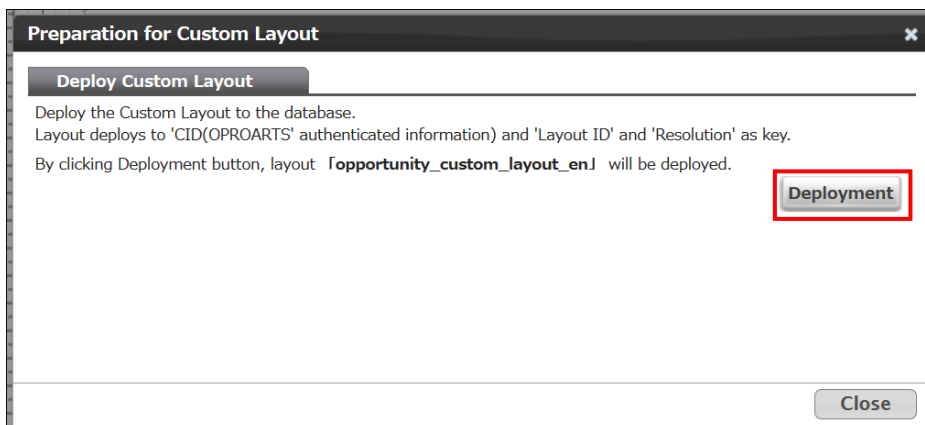 Preparation for Custom Layout
Deploy Custom Layout
Deploy the Custom Layout to the database.
Layout deploys to 'CID(OPROARTS' authenticated information) and 'Layout ID' and 'Resolution' as key.
By clicking Deployment button, layout 「opportunity_custom_layout_en」 will be deployed.
Deployment
Close